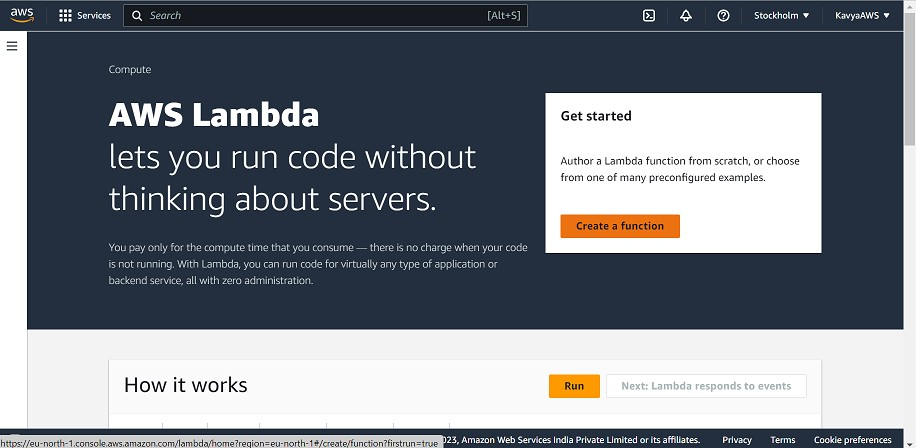 aws
Services
Search
[Alt+S]
Stockholm
KavyaAWS
Compute
AWS Lambda
lets you run code without
thinking about servers.
You pay only for the compute time that you consume — there is no charge when your code
is not running. With Lambda, you can run code for virtually any type of application or
backend service, all with zero administration.
Get started
Author a Lambda function from scratch, or choose
from one of many preconfigured examples.
Create a function
How it works
Run
Next: Lambda responds to events
https://eu-north-1.console.aws.amazon.com/lambda/home?region=eu-north-1#/create/function?firstrun=true
023, Amazon Web Services India Private Limited or its affiliates.
Privacy
Terms
Cookie preferences